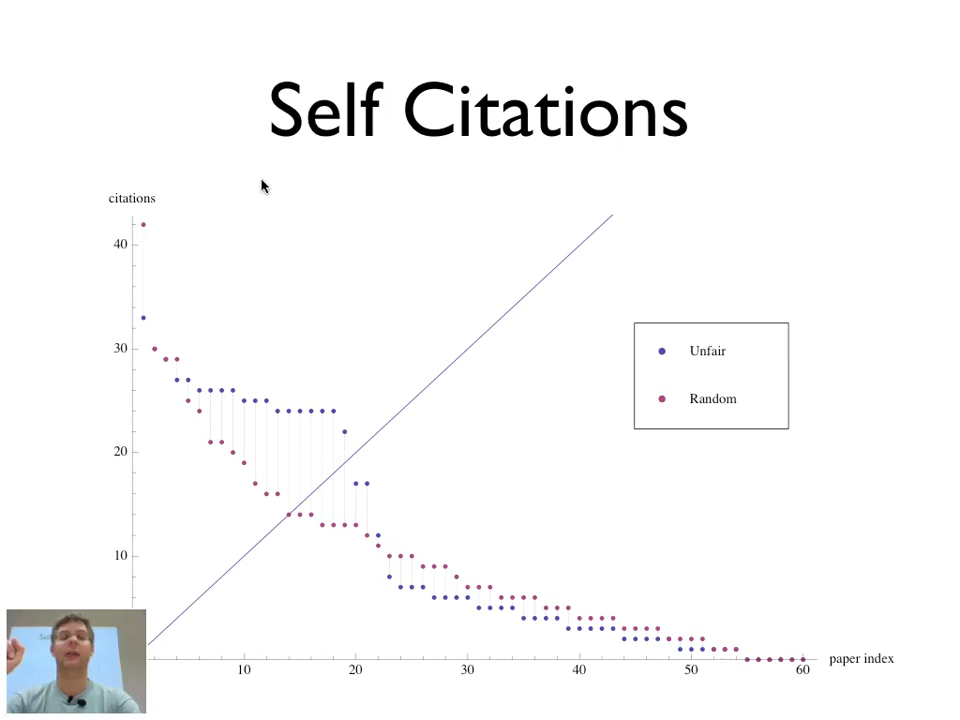 Self Citations
citations
40
30
20
10
Unfair
Random
10 20 30 40 50 60
paper index